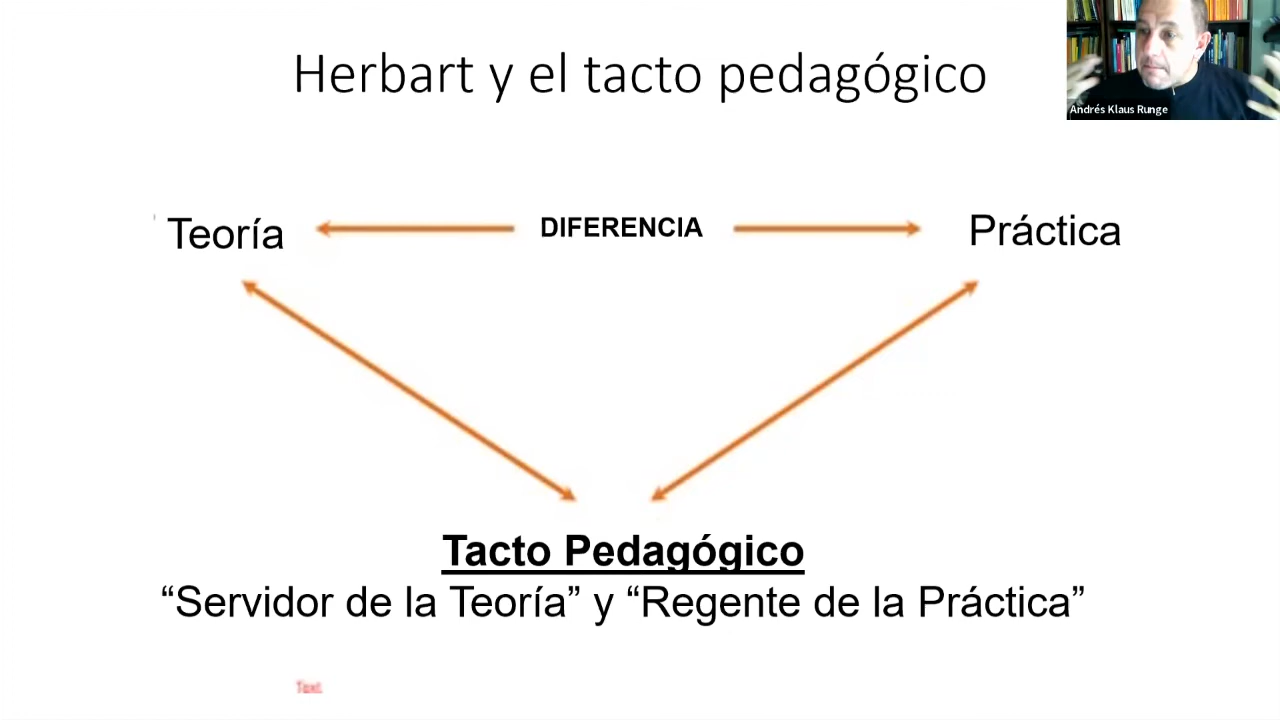 Herbart y el tacto pedagógico
Andrés Klaus Runge
Teoría
DIFERENCIA
Práctica
Tacto Pedagógico
“Servidor de la Teoría” y “Regente de la Práctica”
Text